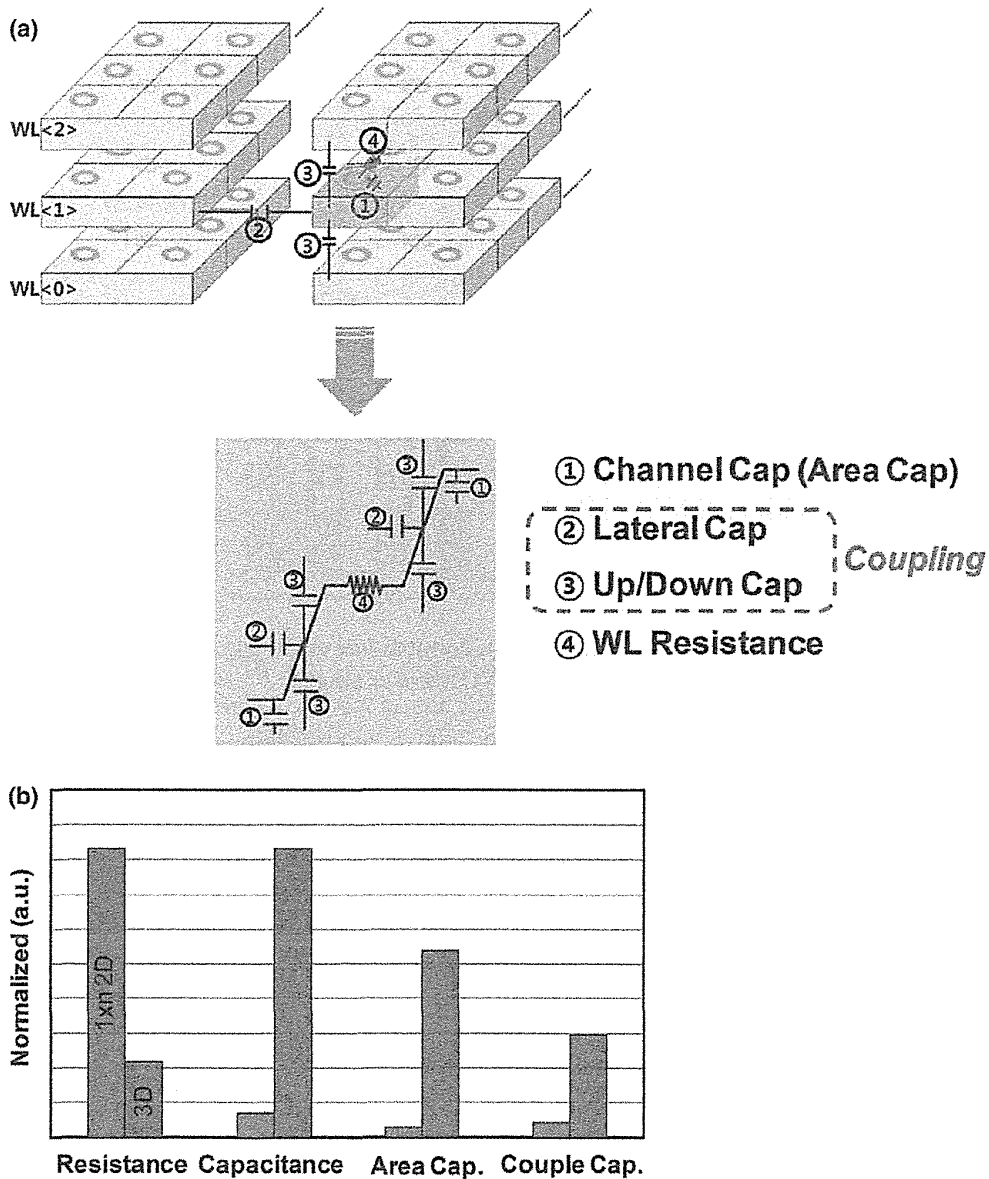 (a)
WL<2>
④
③
WL<1>
①
②
③
WL<0>
③
①
②
③
④
③
②
③
①
① Channel Cap (Area Cap)
② Lateral Cap
③ Up/Down Cap
Coupling
④ WL Resistance
(b)
Normalized (a.u.)
1xn 2D
3D
Resistance Capacitance Area Cap. Couple Cap.